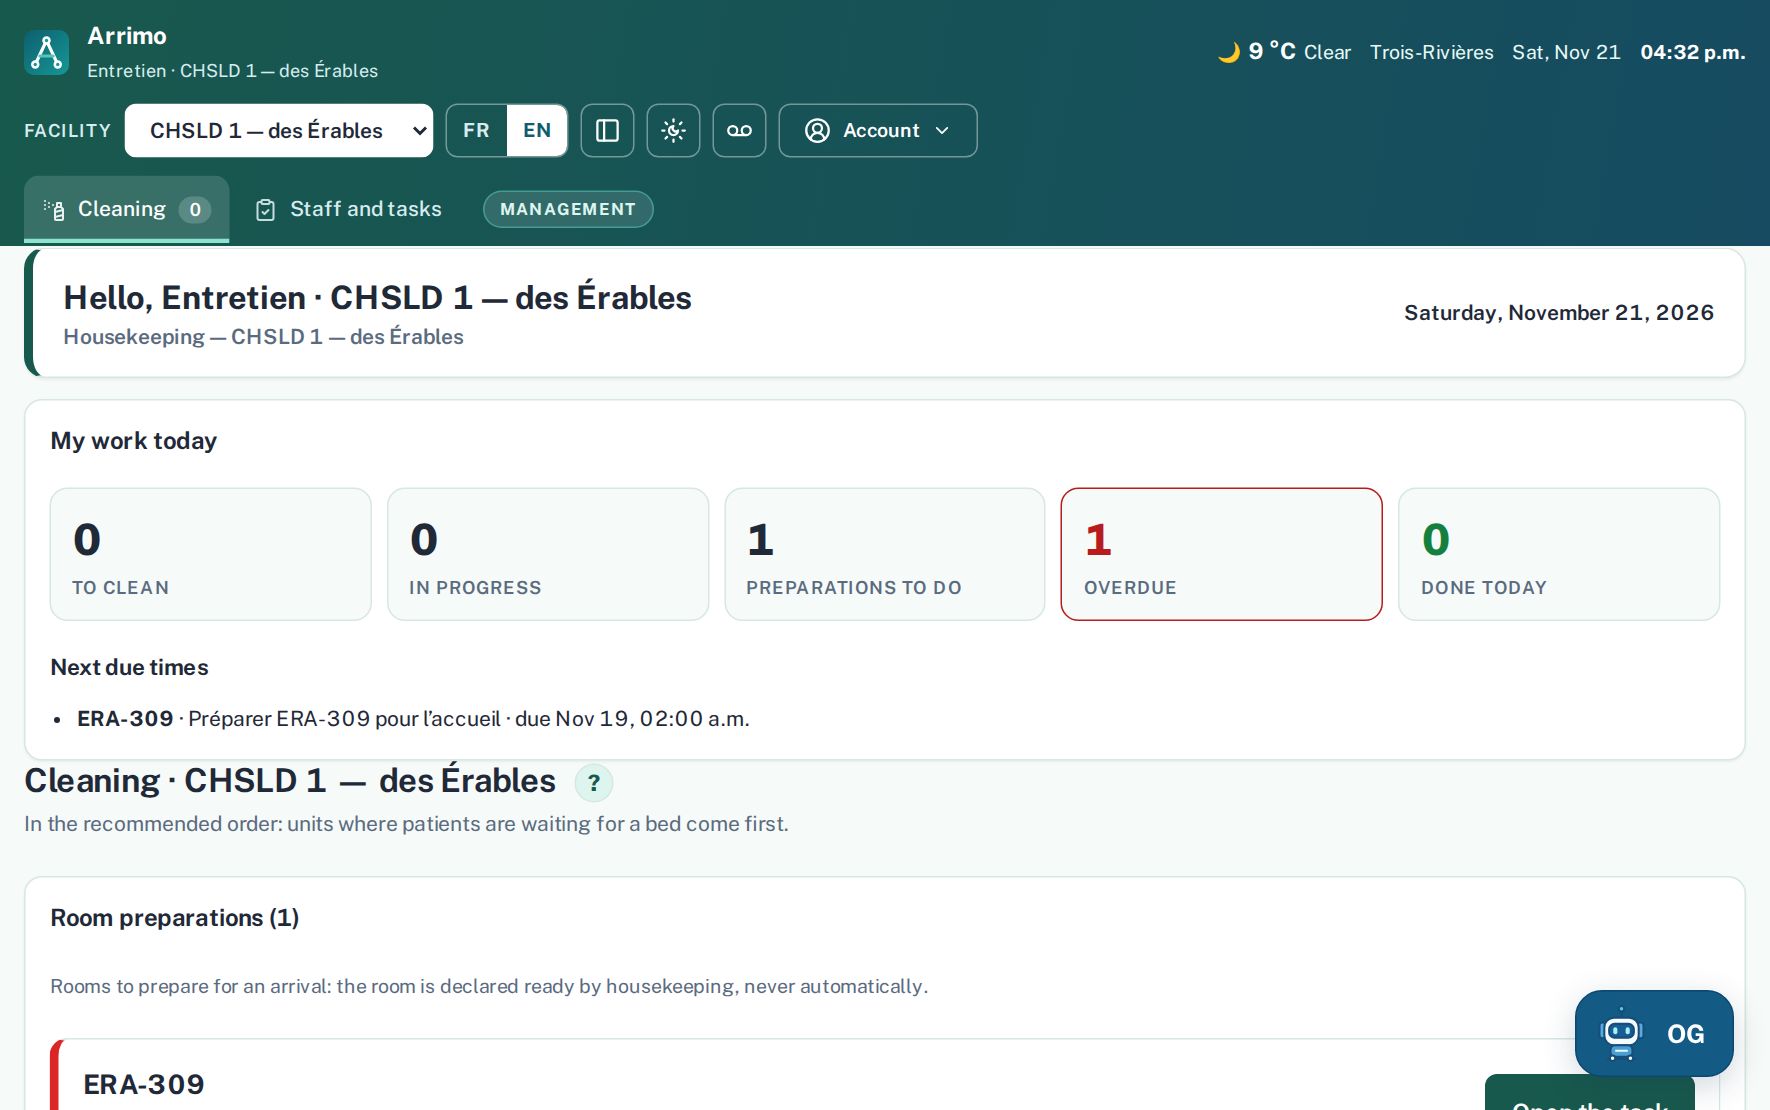 Arrimo
Entretien · CHSLD 1 — des Érables
9 °C Clear Trois-Rivières Sat, Nov 21 04:32 p.m.
FACILITY CHSLD 1 — des Érables FR EN Account
Cleaning 0 Staff and tasks MANAGEMENT
Hello, Entretien · CHSLD 1 — des Érables
Housekeeping — CHSLD 1 — des Érables
Saturday, November 21, 2026
My work today
0 0 1 1 0
TO CLEAN IN PROGRESS PREPARATIONS TO DO OVERDUE DONE TODAY
Next due times
• ERA-309 · Préparer ERA-309 pour l’accueil · due Nov 19, 02:00 a.m.
Cleaning · CHSLD 1 — des Érables ?
In the recommended order: units where patients are waiting for a bed come first.
Room preparations (1)
Rooms to prepare for an arrival: the room is declared ready by housekeeping, never automatically.
OG
ERA-309
Open the task